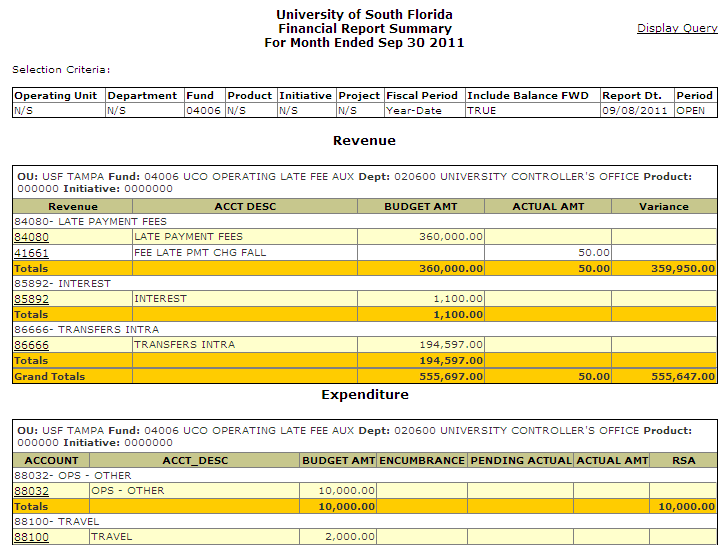 University of South Florida
Financial Report Summary
For Month Ended Sep 30 2011
Display Query
Selection Criteria:
Operating Unit Department Fund Product Initiative Project Fiscal Period Include Balance FWD Report Dt. Period
N/S N/S 04006 N/S N/S N/S Year-Date TRUE 09/08/2011 OPEN
Revenue
OU: USF TAMPA Fund: 04006 UCO OPERATING LATE FEE AUX Dept: 020600 UNIVERSITY CONTROLLER'S OFFICE Product:
000000 Initiative: 0000000
Revenue ACCT DESC BUDGET AMT ACTUAL AMT Variance
84080- LATE PAYMENT FEES
84080 LATE PAYMENT FEES 360,000.00
41661 FEE LATE PMT CHG FALL 50.00
Totals 360,000.00 50.00 359,950.00
85892- INTEREST
85892 INTEREST 1,100.00
Totals 1,100.00
86666- TRANSFERS INTRA
86666 TRANSFERS INTRA 194,597.00
Totals 194,597.00
Grand Totals 555,697.00 50.00 555,647.00
Expenditure
OU: USF TAMPA Fund: 04006 UCO OPERATING LATE FEE AUX Dept: 020600 UNIVERSITY CONTROLLER'S OFFICE Product:
000000 Initiative: 0000000
ACCOUNT ACCT_DESC BUDGET AMT ENCUMBRANCE PENDING ACTUAL ACTUAL AMT RSA
88032- OPS - OTHER
88032 OPS - OTHER 10,000.00
Totals 10,000.00 10,000.00
88100- TRAVEL
88100 TRAVEL 2,000.00